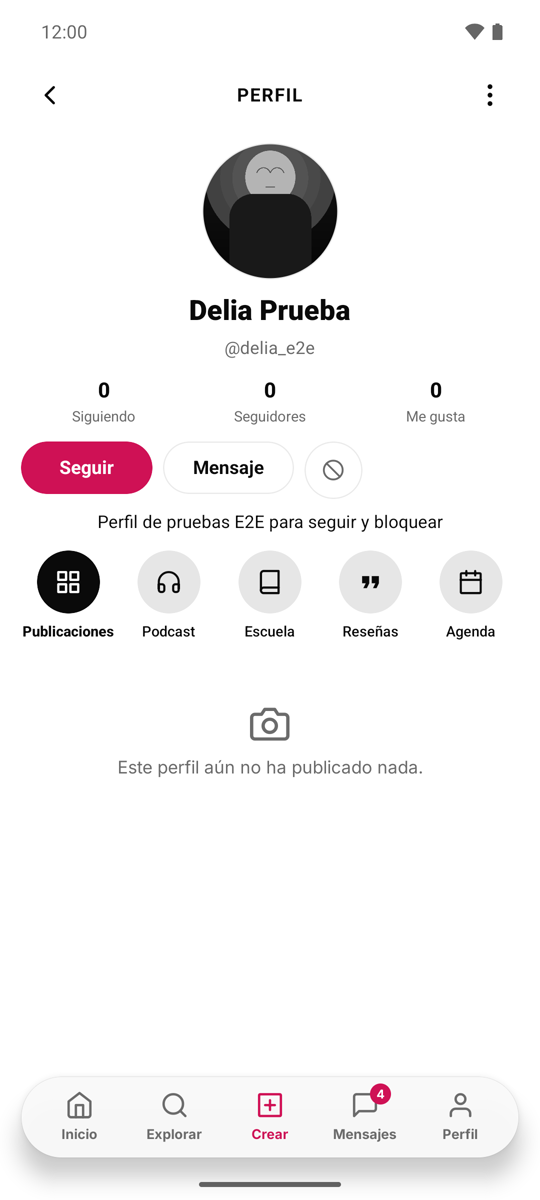 12:00
PERFIL
Delia Prueba
@delia_e2e
0 0 0
Siguiendo Seguidores Me gusta
Seguir Mensaje
Perfil de pruebas E2E para seguir y bloquear
Publicaciones Podcast Escuela Reseñas Agenda
Este perfil aún no ha publicado nada.
4
Inicio Explorar Crear Mensajes Perfil